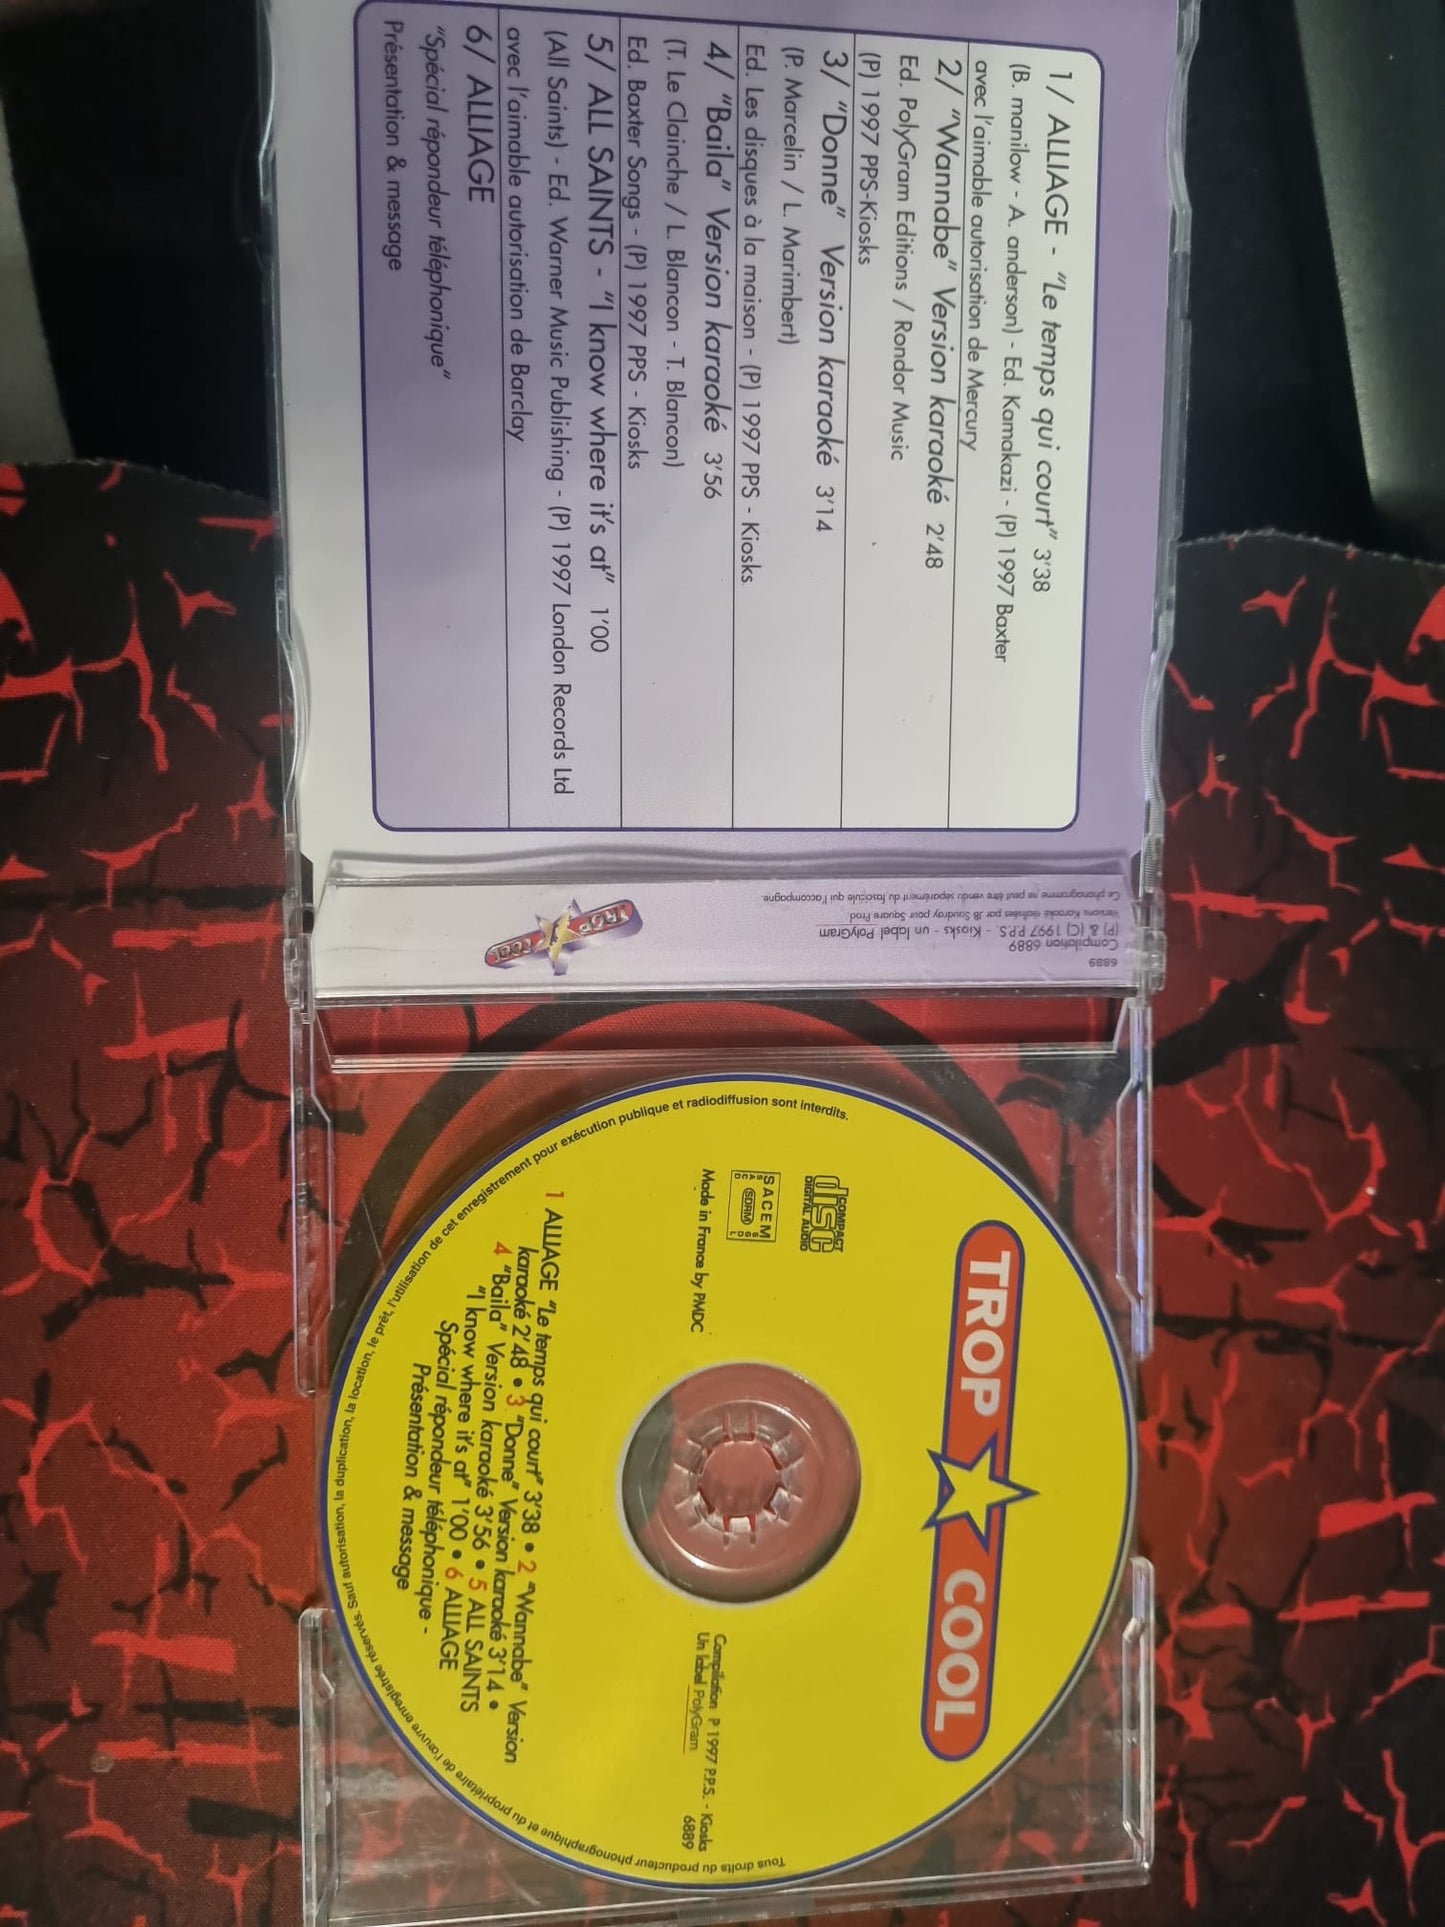 1/ ALLIAGE - "Le temps qui court" 3'38
(B. manilow - A. anderson) - Ed. Kamakazi - (P) 1997 Baxter
avec l'aimable autorisation de Mercury
2/ "Wannabe" Version karaoké 2'48
Ed. PolyGram Editions / Rondor Music
(P) 1997 PPS-Kiosks
3/ "Donne" Version karaoké 3'14
(P. Marcelin / L. Marimbert)
Ed. Les disques à la maison - (P) 1997 PPS - Kiosks.
4/ "Baila" Version karaoké 3'56
(T. Le Clainche / L. Blancon - T. Blancon)
Ed. Baxter Songs - (P) 1997 PPS - Kiosks
5/ ALL SAINTS - "I know where it's at" 1'00
(All Saints) - Ed. Warner Music Publishing - (P) 1997 London Records Ltd
avec l'aimable autorisation de Barclay
6/ ALLIAGE
"Spécial répondeur téléphonique"
Présentation & message
6889
Compilation 6889
(P) & (C) 1997 P.P.S. - Kiosks - un label PolyGram
Versions Karaoké réalisées par JB Saudray pour Square Prod.
Ce phonogramme ne peut être vendu séparément du fascicule qui l'accompagne
TROP COOL
TROP COOL
COMPACT
disc
DIGITAL AUDIO
SACEM
SDRM
Made in France by PMDC
Compilation P 1997 P.P.S. - Kiosks
Un label PolyGram 6889
1 ALLIAGE "Le temps qui court" 3'38 • 2 "Wannabe" Version
karaoké 2'48 • 3 "Donne" Version karaoké 3'14 •
4 "Baila" Version karaoké 3'56 • 5 ALL SAINTS
"I know where it's at" 1'00 • 6 ALLIAGE
Spécial répondeur téléphonique -
Présentation & message
Tous droits du producteur phonographique et du propriétaire de l'œuvre enregistrée réservés. Sauf autorisation, la duplication, la location, le prêt, l'utilisation de cet enregistrement pour exécution publique et radiodiffusion sont interdits.